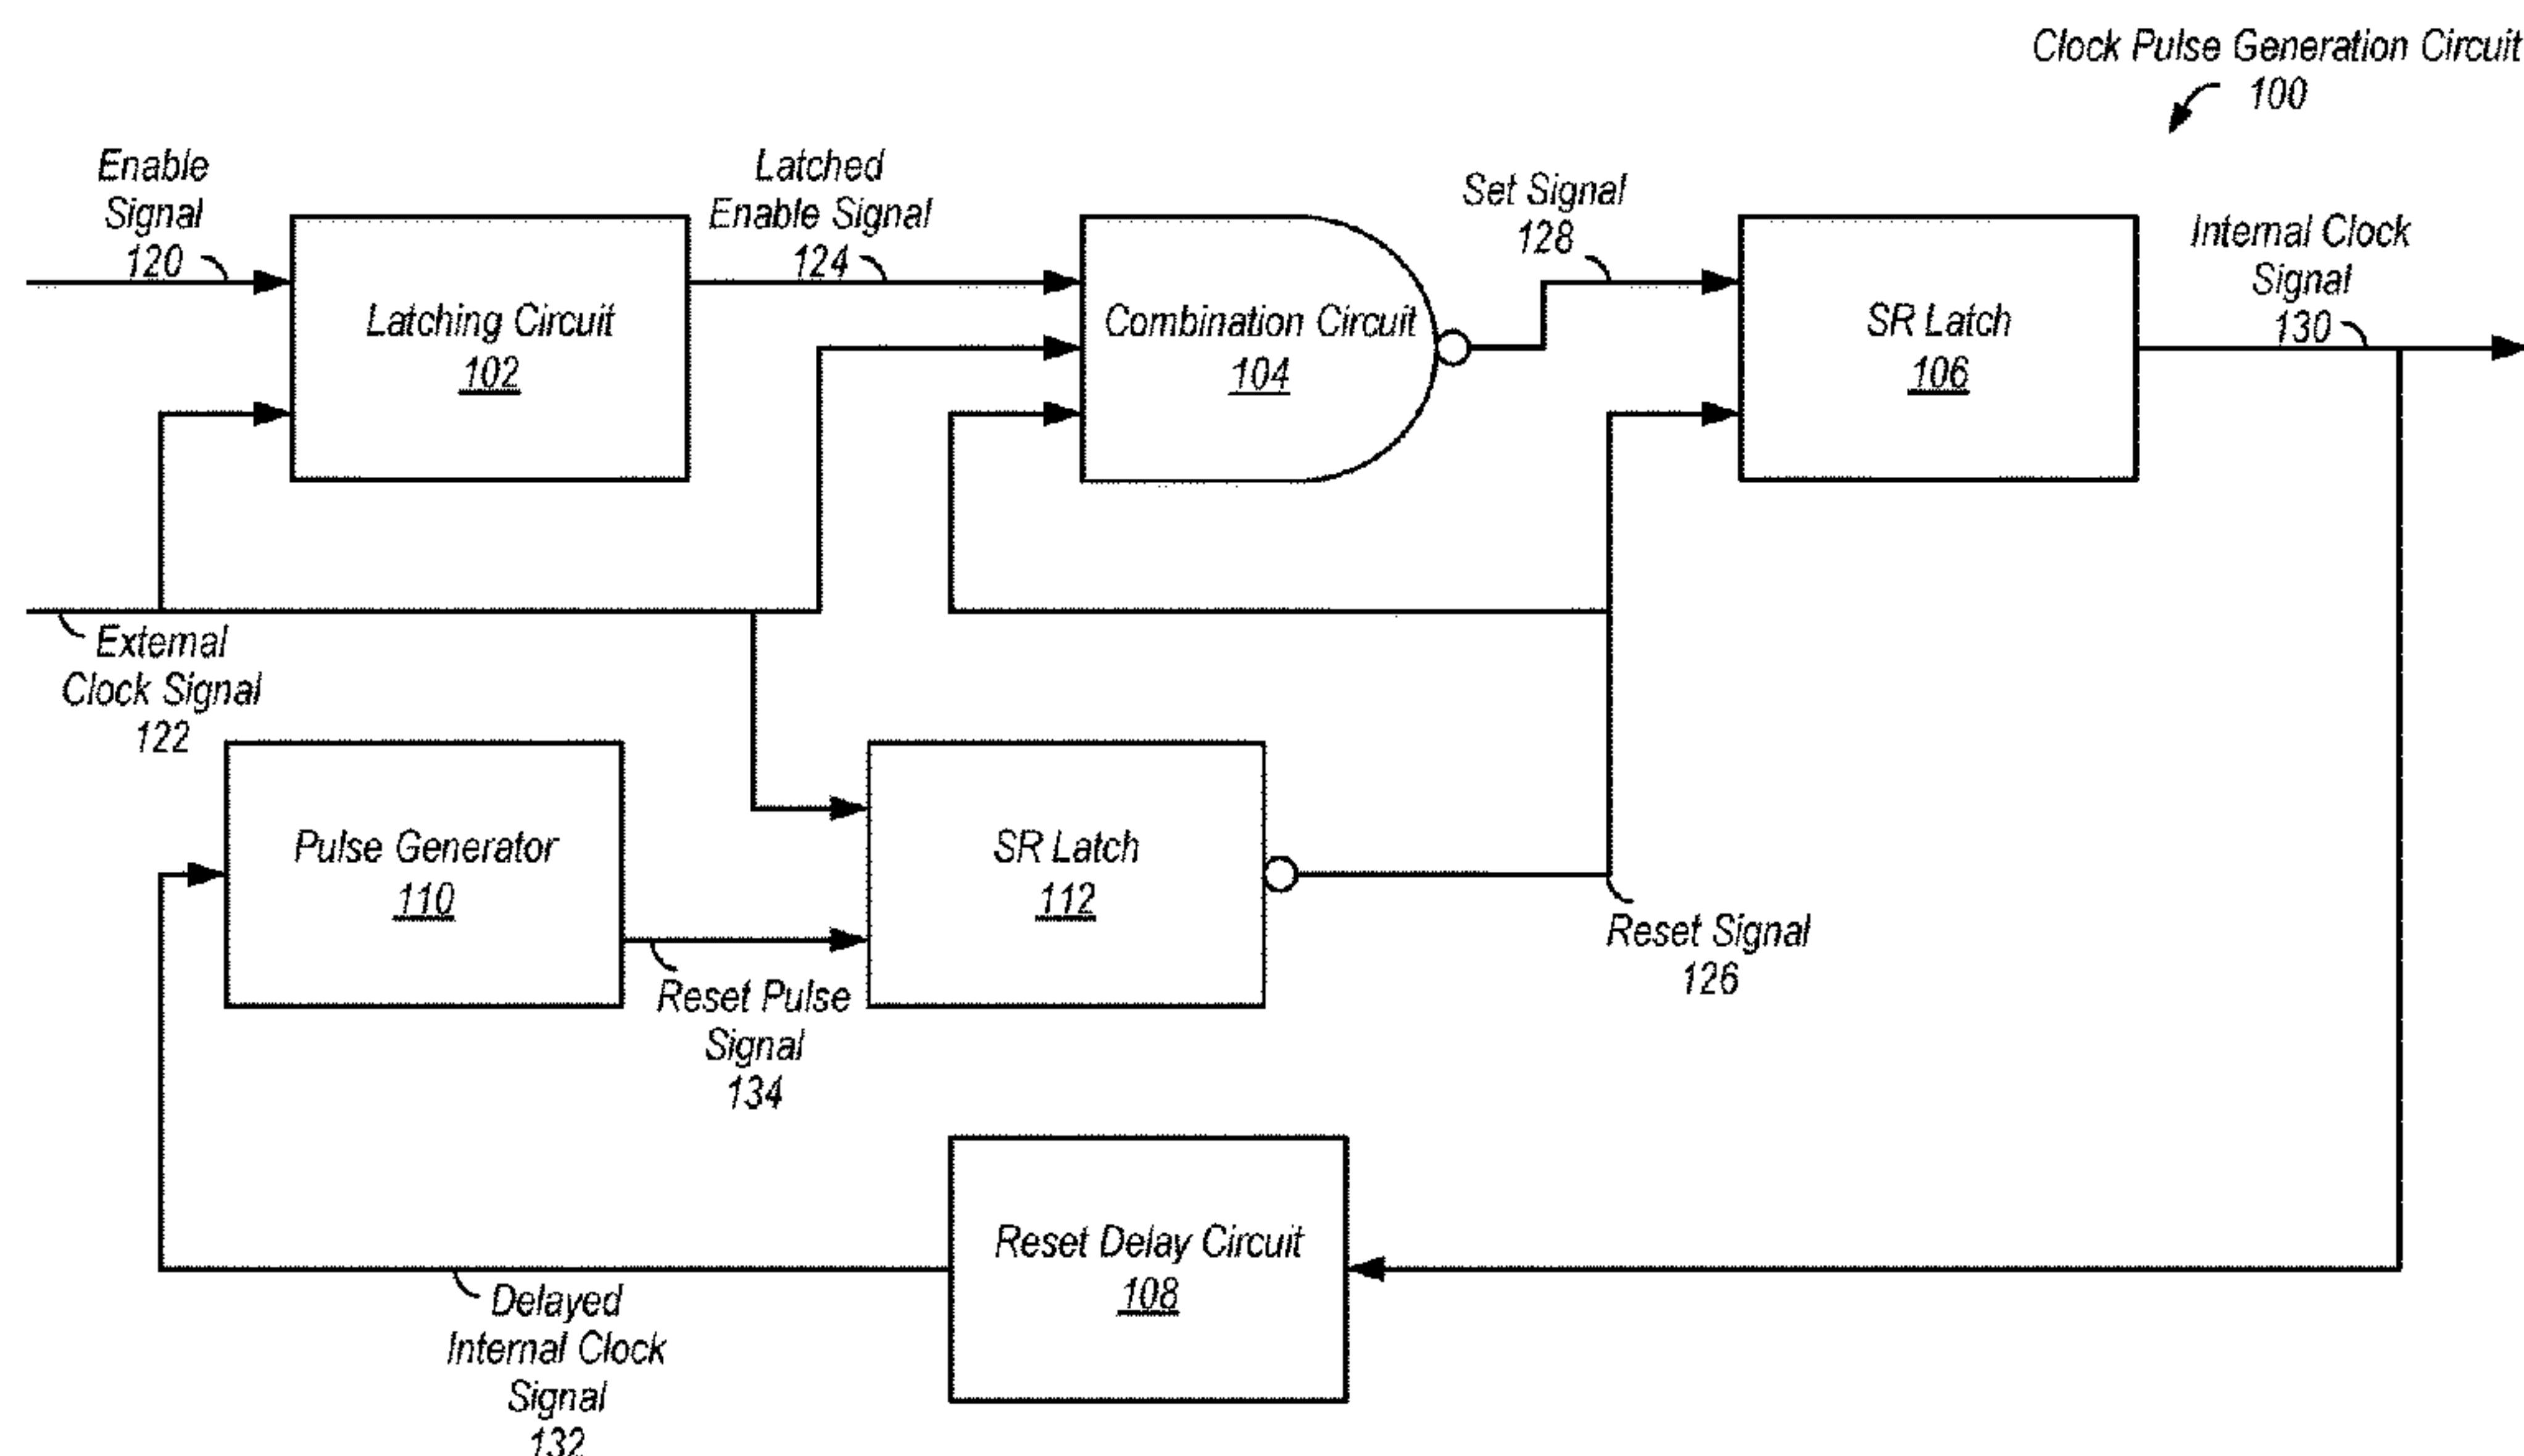 Clock Pulse Generation Circuit
100
Enable
Signal
120
Latching Circuit
102
Latched
Enable Signal
124
Combination Circuit
104
Set Signal
128
SR Latch
106
Internal Clock
Signal
130
External
Clock Signal
122
Pulse Generator
110
Reset Pulse
Signal
134
SR Latch
112
Reset Signal
126
Reset Delay Circuit
108
Delayed
Internal Clock
Signal
132